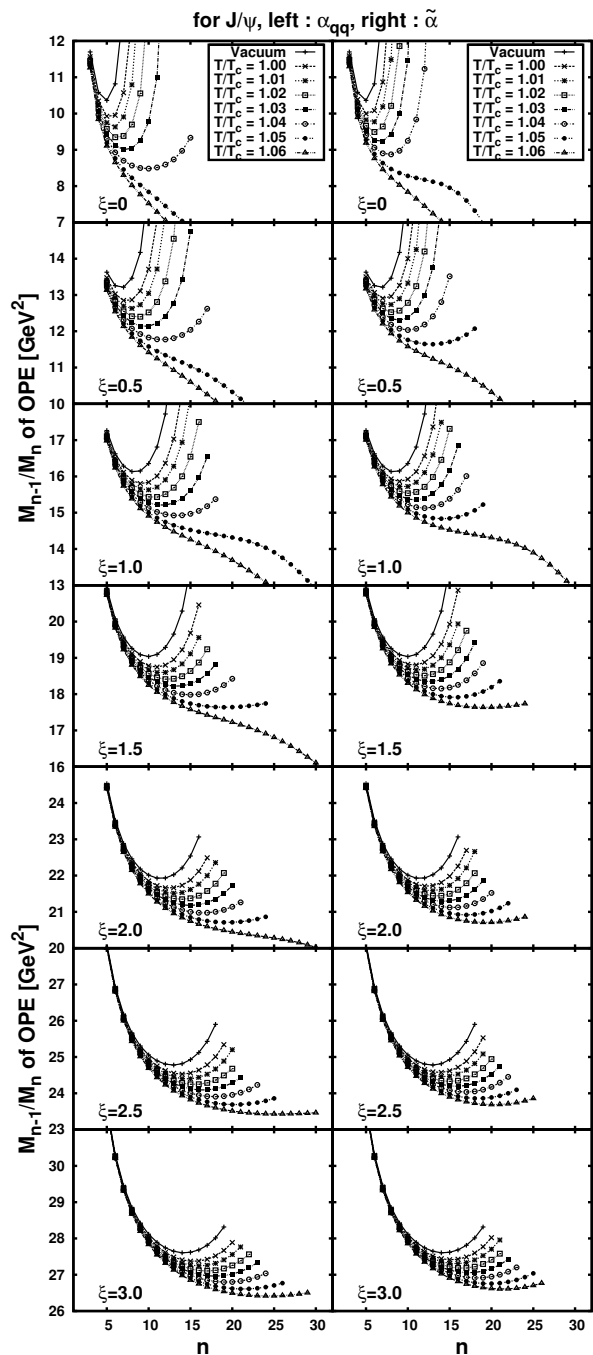 for J/ψ, left : α_qq, right : α̃
12
11
10
9
8
7
Vacuum
T/T_c = 1.00
T/T_c = 1.01
T/T_c = 1.02
T/T_c = 1.03
T/T_c = 1.04
T/T_c = 1.05
T/T_c = 1.06
ξ=0
Vacuum
T/T_c = 1.00
T/T_c = 1.01
T/T_c = 1.02
T/T_c = 1.03
T/T_c = 1.04
T/T_c = 1.05
T/T_c = 1.06
ξ=0
14
13
12
11
10
ξ=0.5
ξ=0.5
M_n-1/M_n of OPE [GeV²]
17
16
15
14
13
ξ=1.0
ξ=1.0
20
19
18
17
16
ξ=1.5
ξ=1.5
24
23
22
21
20
ξ=2.0
ξ=2.0
M_n-1/M_n of OPE [GeV²]
27
26
25
24
23
ξ=2.5
ξ=2.5
30
29
28
27
26
ξ=3.0
ξ=3.0
5 10 15 20 25 30 5 10 15 20 25 30
n n